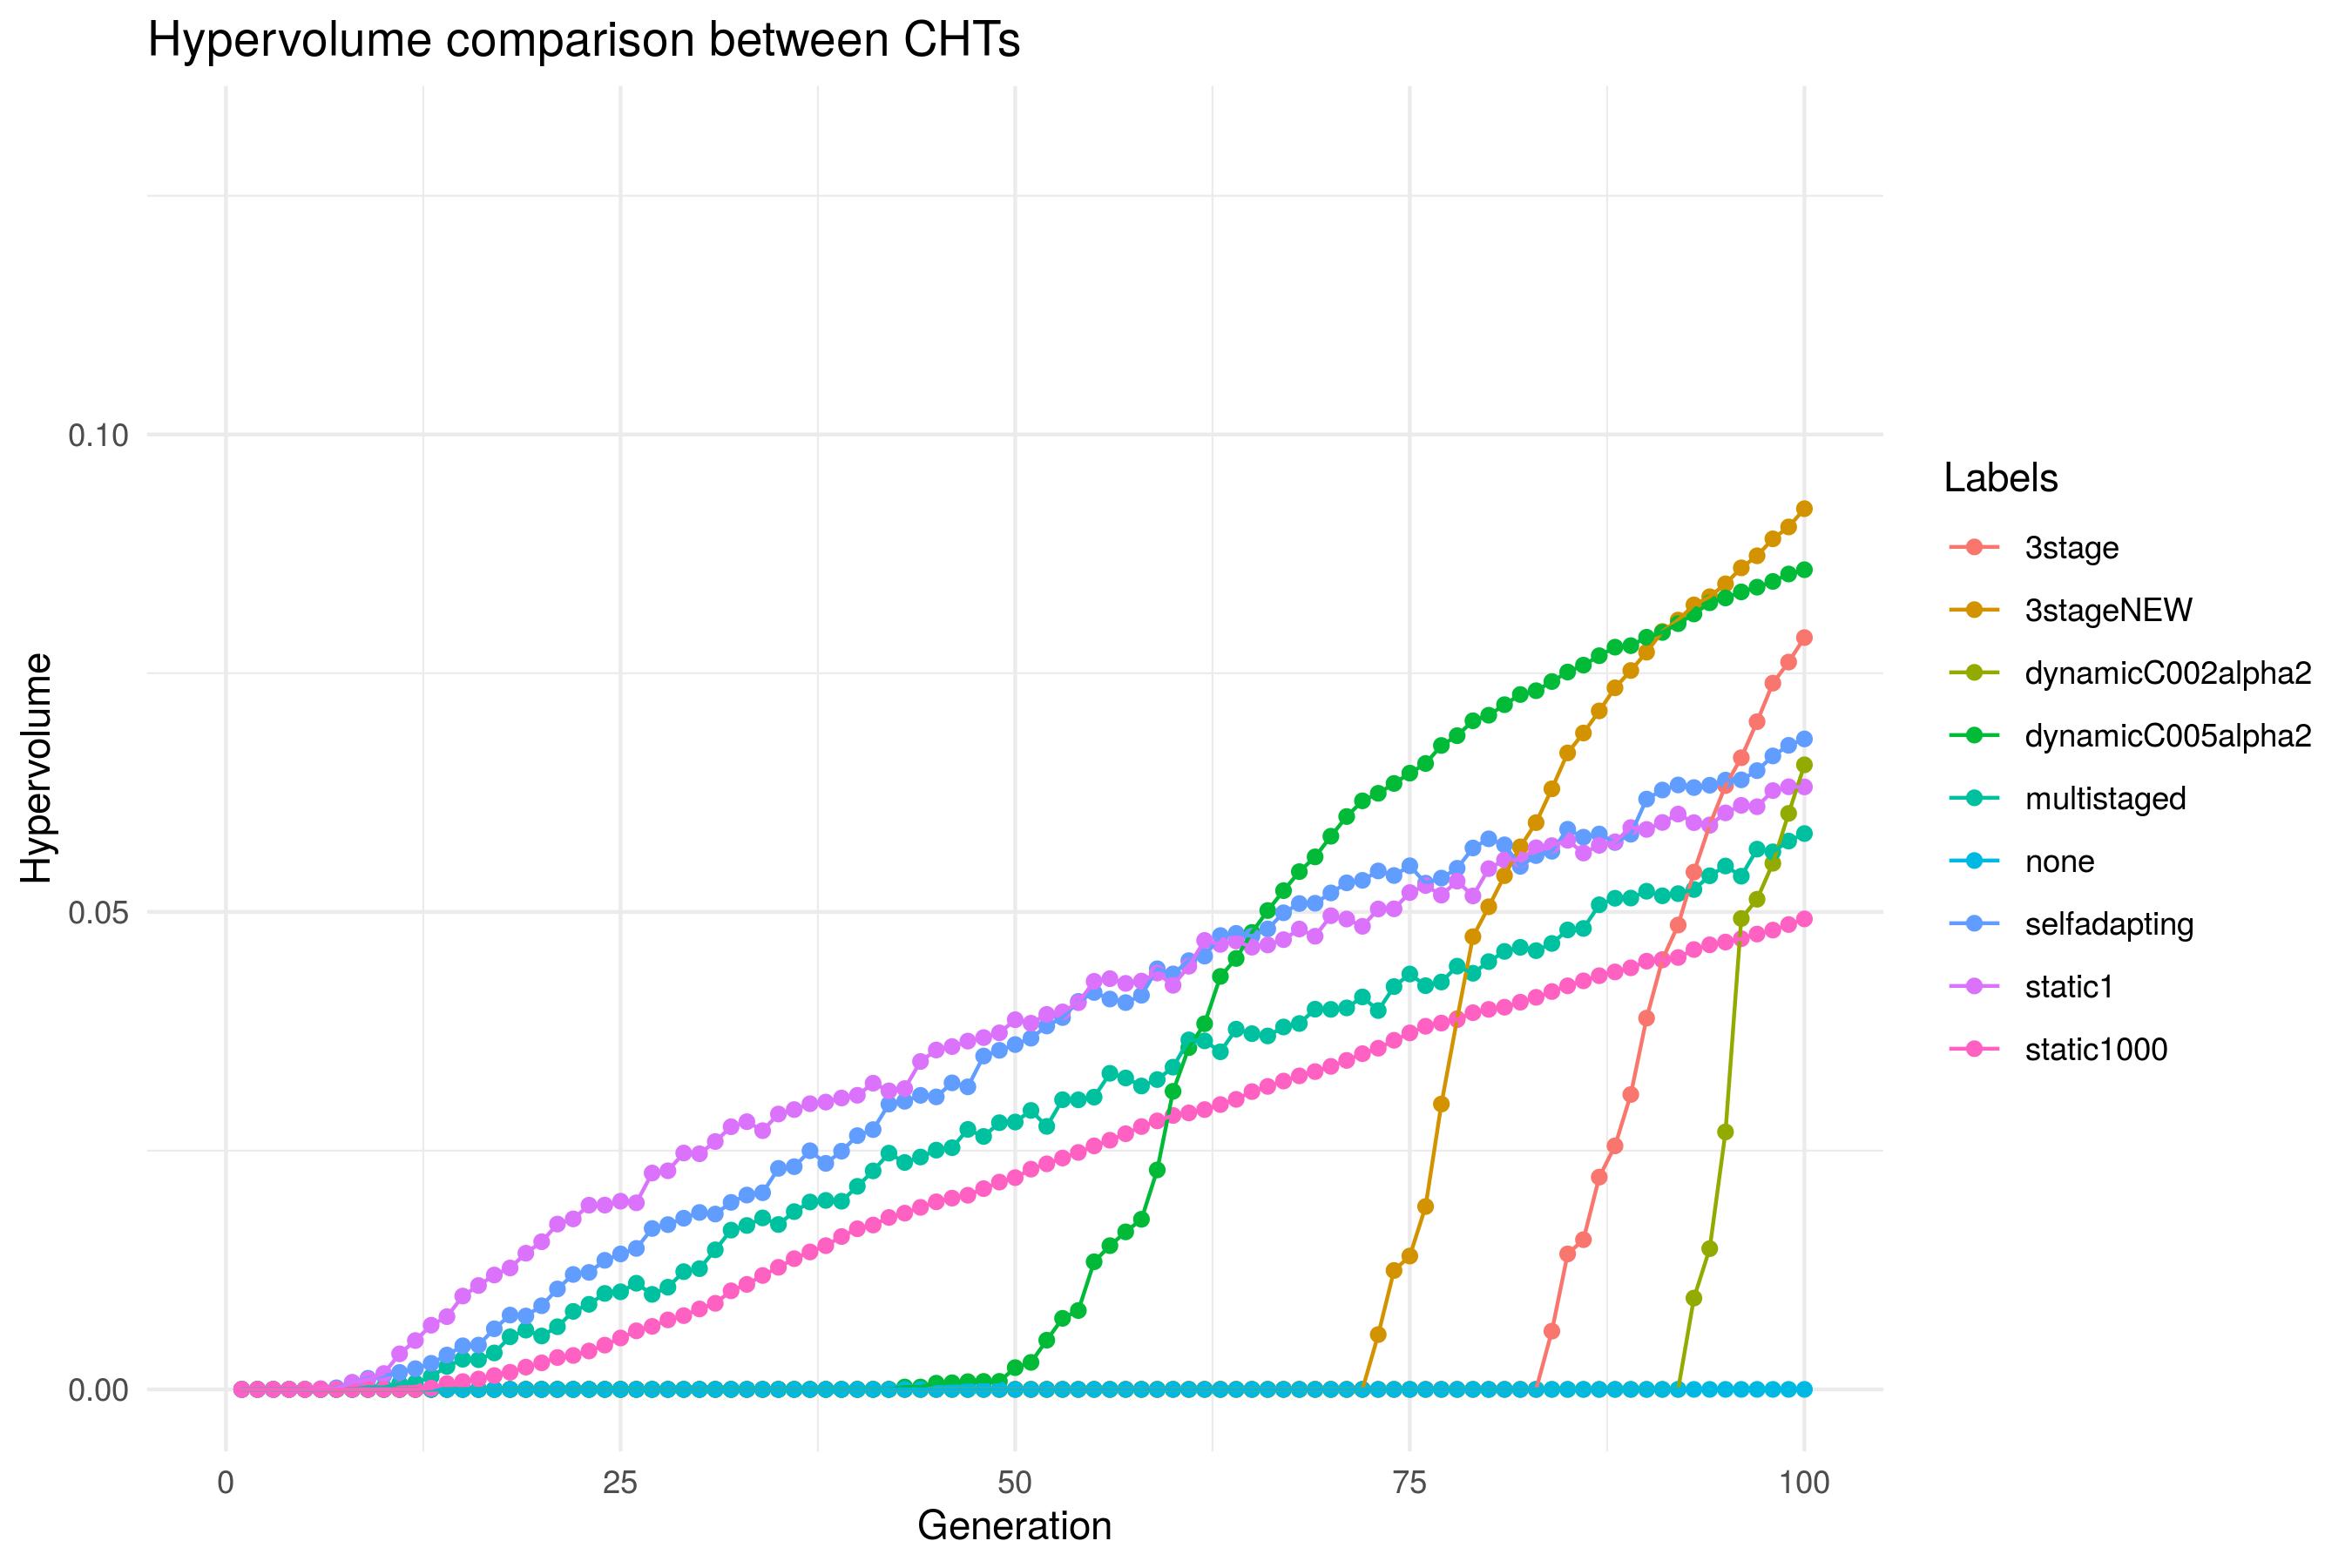 Hypervolume comparison between CHTs
Hypervolume
0.10
0.05
0.00
0
25
50
75
100
Generation
Labels
3stage
3stageNEW
dynamicC002alpha2
dynamicC005alpha2
multistaged
none
selfadapting
static1
static1000